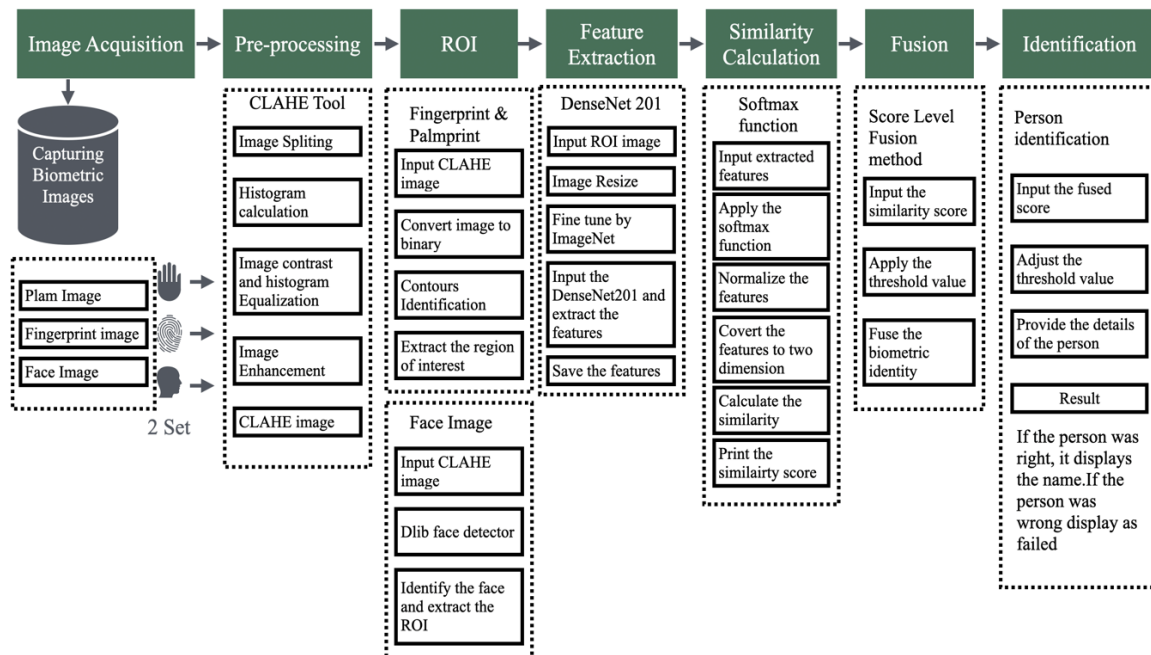 Image Acquisition
Pre-processing
ROI
Feature
Extraction
Similarity
Calculation
Fusion
Identification
Capturing
Biometric
Images
Plam Image
Fingerprint image
Face Image
2 Set
CLAHE Tool
Image Spliting
Histogram
calculation
Image contrast
and histogram
Equalization
Image
Enhancement
CLAHE image
Fingerprint &
Palmprint
Input CLAHE
image
Convert image to
binary
Contours
Identification
Extract the region
of interest
Face Image
Input CLAHE
image
Dlib face detector
Identify the face
and extract the
ROI
DenseNet 201
Input ROI image
Image Resize
Fine tune by
ImageNet
Input the
DenseNet201 and
extract the
features
Save the features
Softmax
function
Input extracted
features
Apply the
softmax
function
Normalize the
features
Covert the
features to two
dimension
Calculate the
similarity
Print the
similairty score
Score Level
Fusion
method
Input the
similarity score
Apply the
threshold value
Fuse the
biometric
identity
Person
identification
Input the fused
score
Adjust the
threshold value
Provide the details
of the person
Result
If the person was
right, it displays
the name.If the
person was
wrong display as
failed